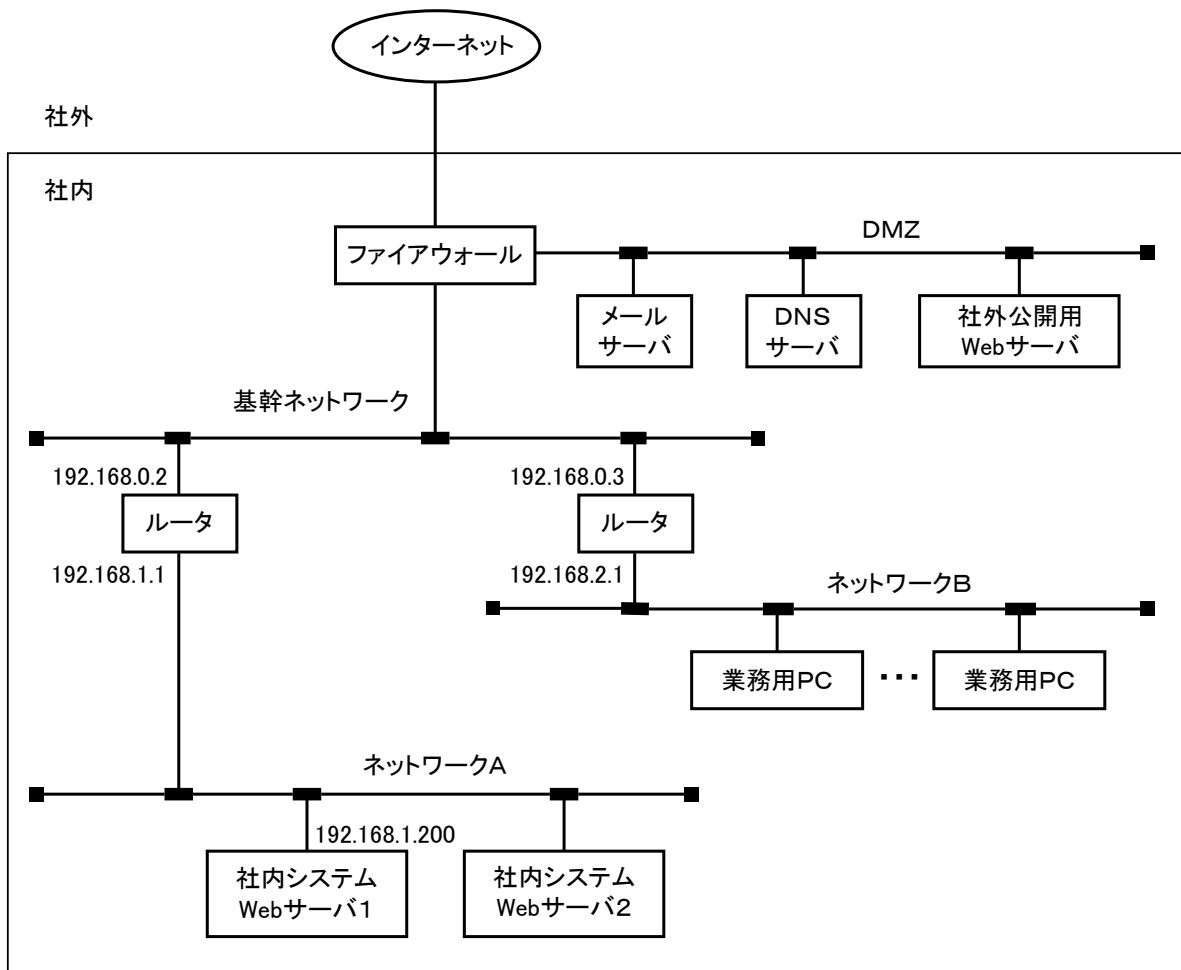 インターネット
社外
社内
ファイアウォール
DMZ
メール
サーバ
DNS
サーバ
社外公開用
Webサーバ
基幹ネットワーク
192.168.0.2
ルータ
192.168.1.1
192.168.0.3
ルータ
192.168.2.1
ネットワークB
業務用PC
・・・
業務用PC
ネットワークA
192.168.1.200
社内システム
Webサーバ1
社内システム
Webサーバ2